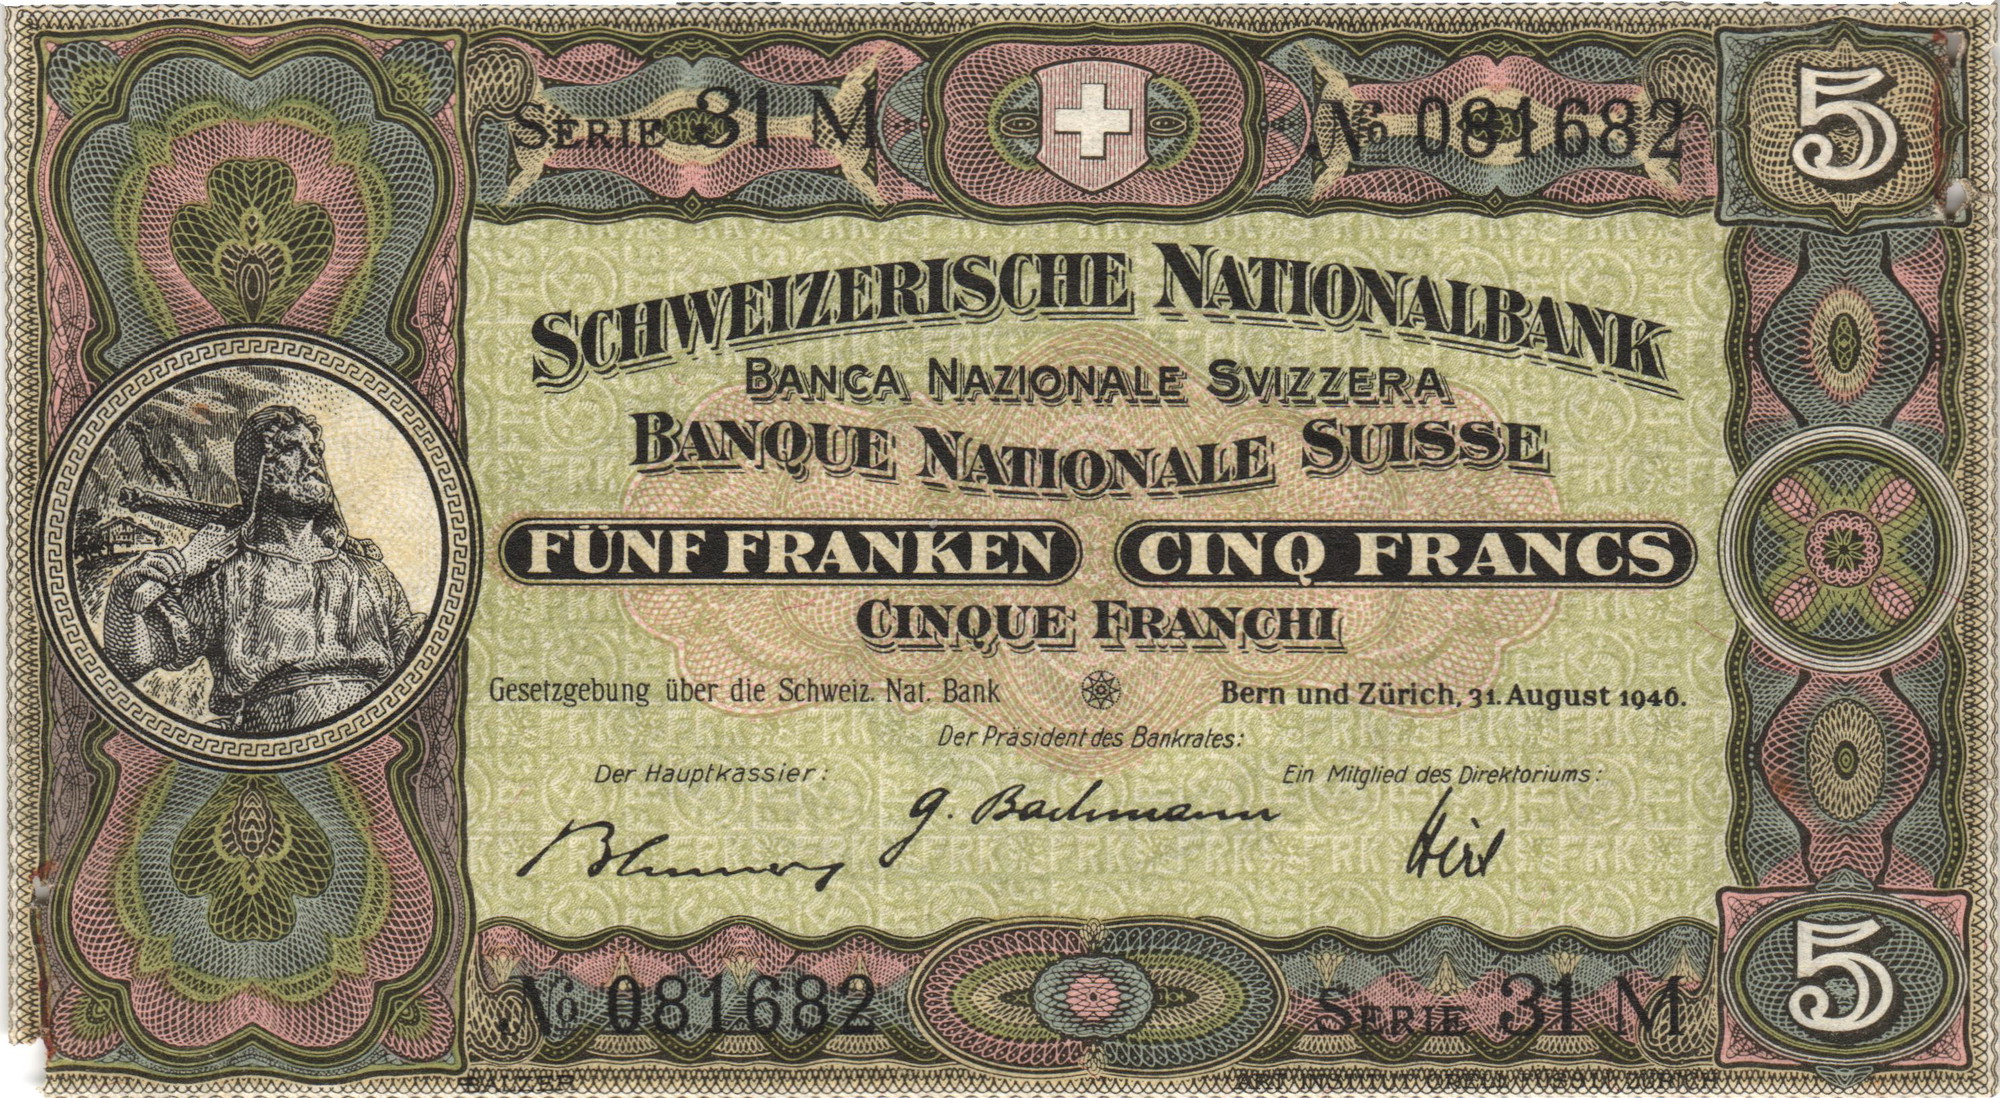 SERIE 31 M
№ 081682
5
SCHWEIZERISCHE NATIONALBANK
BANCA NAZIONALE SVIZZERA
BANQUE NATIONALE SUISSE
FÜNF FRANKEN CINQ FRANCS
CINQUE FRANCHI
Gesetzgebung über die Schweiz. Nat. Bank
Bern und Zürich, 31. August 1946.
Der Präsident des Bankrates:
Der Hauptkassier:
Ein Mitglied des Direktoriums:
G. Bachmann
Hirs
№ 081682
SERIE 31 M
5
BALZER
ART. INSTITUT ORELL FÜSSLI, ZÜRICH